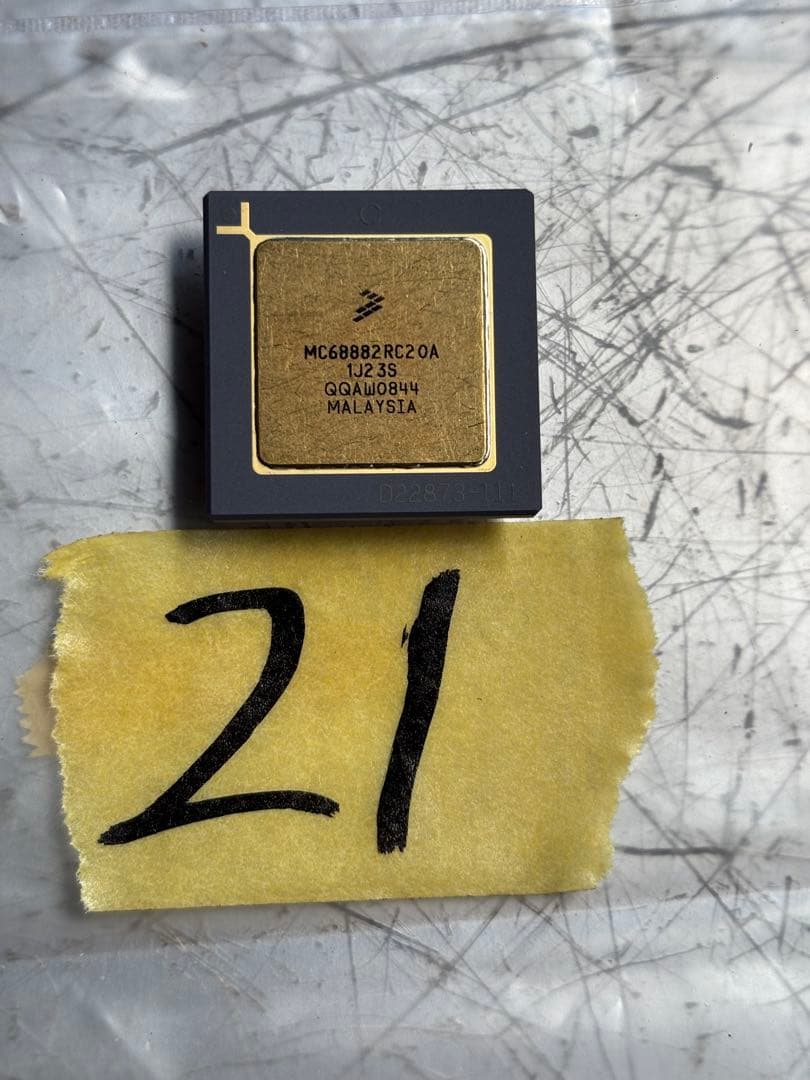 MC68882RC20A
1J23S
QQAW0844
MALAYSIA
D22873-111
21